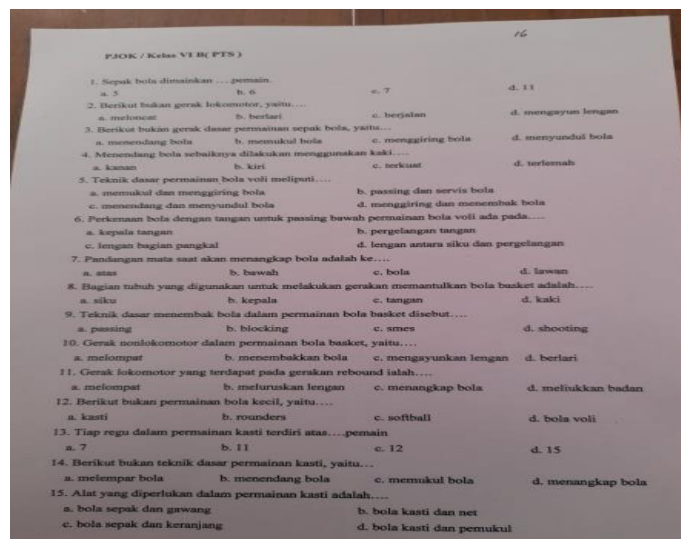 16
PJOK / Kelas VI B( PTS )
1. Sepak bola dimainkan ....pemain.
a. 5 b. 6 c. 7 d. 11
2. Berikut bukan gerak lokomotor, yaitu....
a. meloncat b. berlari c. berjalan d. mengayun lengan
3. Berikut bukan gerak dasar permainan sepak bola, yaitu....
a. menendang bola b. memukul bola c. menggiring bola d. menyundul bola
4. Menendang bola sebaiknya dilakukan menggunakan kaki....
a. kanan b. kiri c. terkuat d. terlemah
5. Teknik dasar permainan bola voli meliputi....
a. memukul dan menggiring bola b. passing dan servis bola
c. menendang dan menyundul bola d. menggiring dan menembak bola
6. Perkenaan bola dengan tangan untuk passing bawah permainan bola voli ada pada....
a. kepala tangan b. pergelangan tangan
c. lengan bagian pangkal d. lengan antara siku dan pergelangan
7. Pandangan mata saat akan menangkap bola adalah ke....
a. atas b. bawah c. bola d. lawan
8. Bagian tubuh yang digunakan untuk melakukan gerakan memantulkan bola basket adalah....
a. siku b. kepala c. tangan d. kaki
9. Teknik dasar menembak bola dalam permainan bola basket disebut....
a. passing b. blocking c. smes d. shooting
10. Gerak nonlokomotor dalam permainan bola basket, yaitu....
a. melompat b. menembakkan bola c. mengayunkan lengan d. berlari
11. Gerak lokomotor yang terdapat pada gerakan rebound ialah....
a. melompat b. meluruskan lengan c. menangkap bola d. meliukkan badan
12. Berikut bukan permainan bola kecil, yaitu....
a. kasti b. rounders c. softball d. bola voli
13. Tiap regu dalam permainan kasti terdiri atas....pemain
a. 7 b. 11 c. 12 d. 15
14. Berikut bukan teknik dasar permainan kasti, yaitu...
a. melempar bola b. menendang bola c. memukul bola d. menangkap bola
15. Alat yang diperlukan dalam permainan kasti adalah....
a. bola sepak dan gawang b. bola kasti dan net
c. bola sepak dan keranjang d. bola kasti dan pemukul